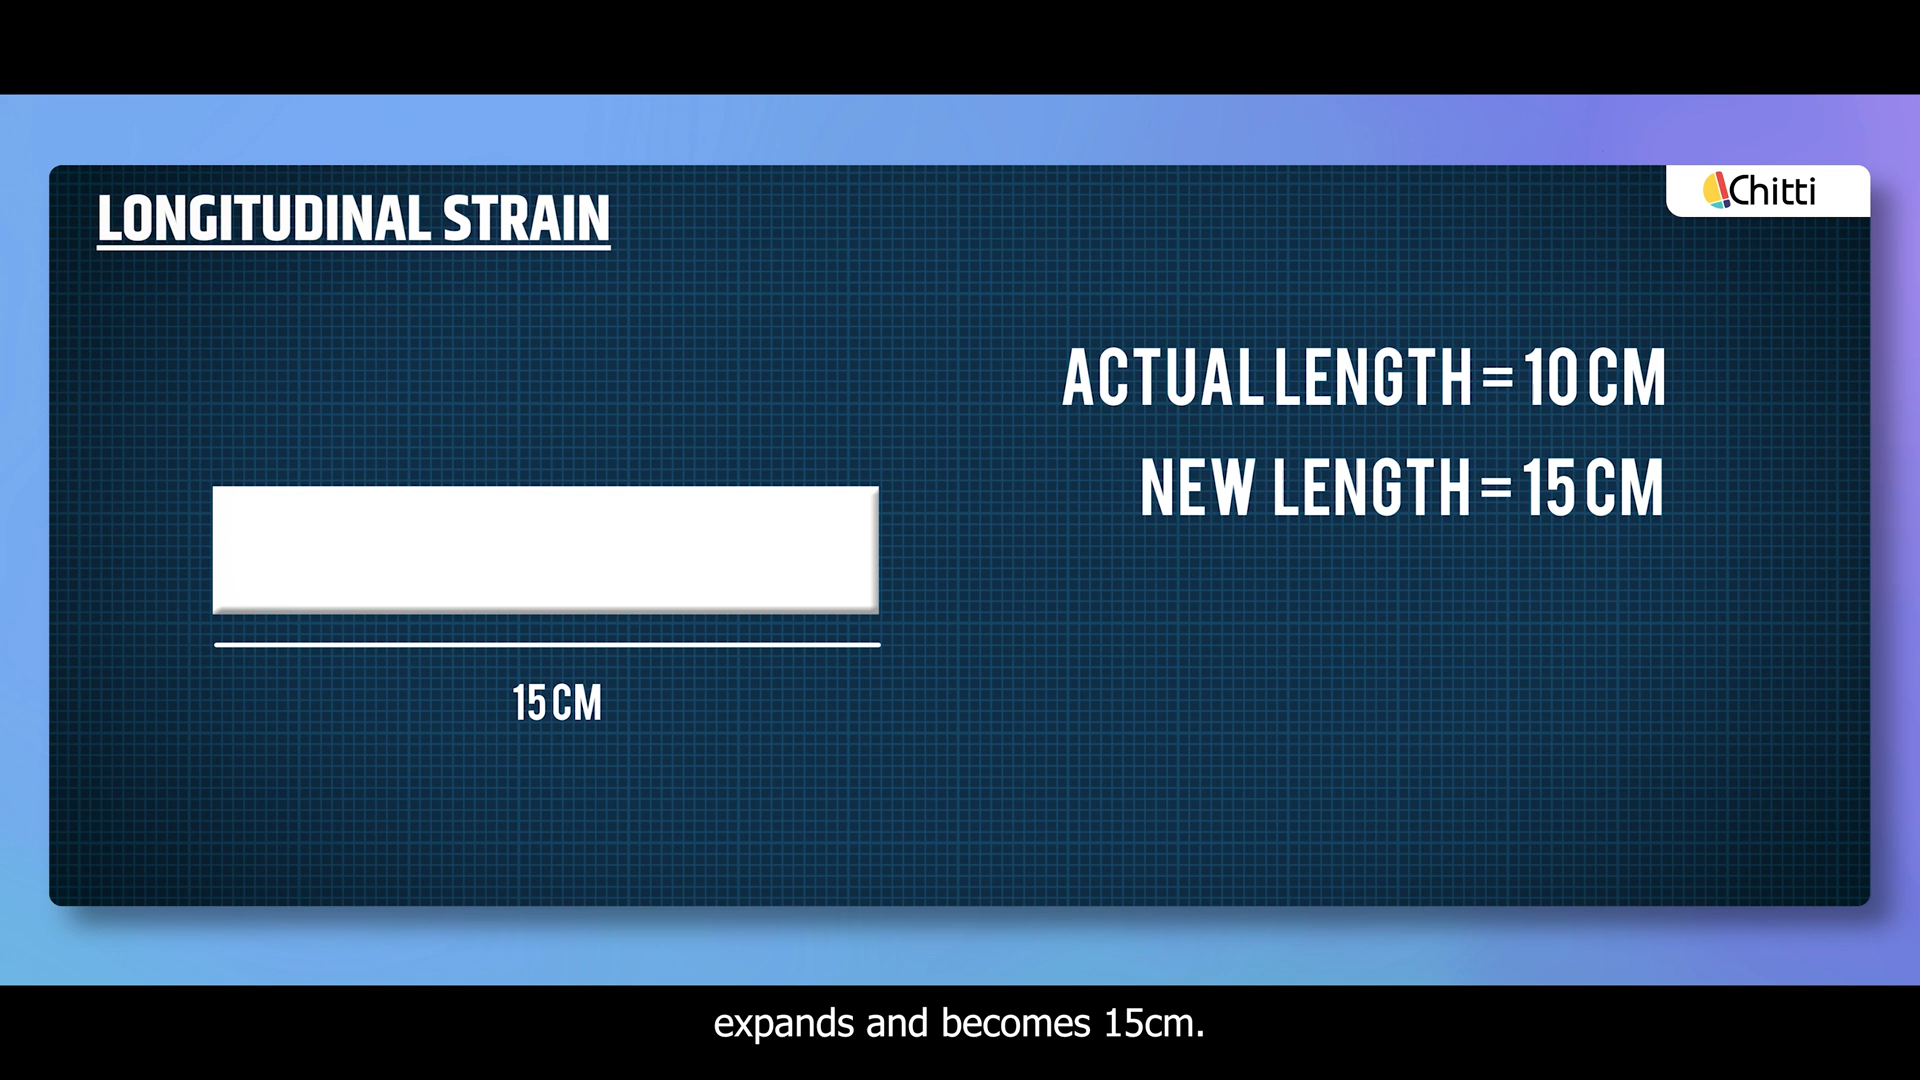 LONGITUDINAL STRAIN
Chitti
ACTUAL LENGTH = 10 CM
NEW LENGTH = 15 CM
15 CM
expands and becomes 15cm.